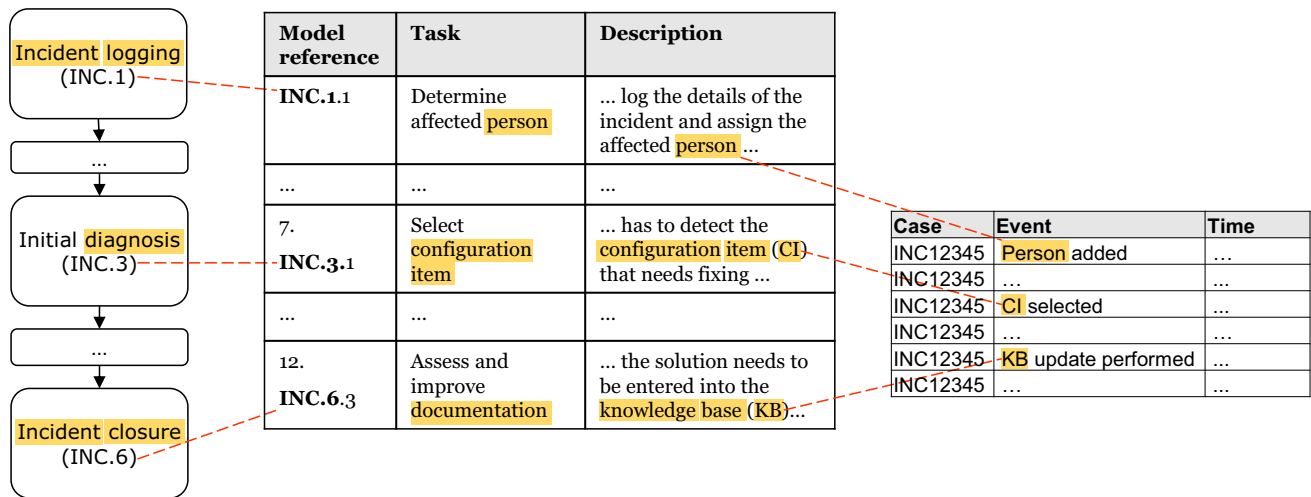 Incident logging
(INC.1)
...
Initial diagnosis
(INC.3)
...
Incident closure
(INC.6)
Model reference Task Description
INC.1.1 Determine affected person ... log the details of the incident and assign the affected person ...
... ... ...
7. INC.3.1 Select configuration item ... has to detect the configuration item (CI) that needs fixing ...
... ... ...
12. INC.6.3 Assess and improve documentation ... the solution needs to be entered into the knowledge base (KB)...
Case Event Time
INC12345 Person added ...
INC12345 ... ...
INC12345 CI selected ...
INC12345 ... ...
INC12345 KB update performed ...
INC12345 ... ...